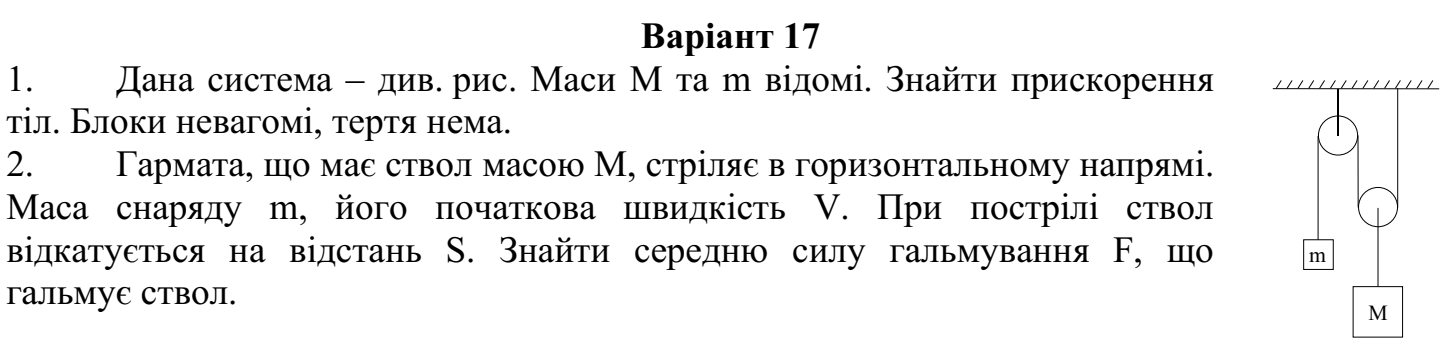 Варіант 17
1. Дана система – див. рис. Маси M та m відомі. Знайти прискорення
тіл. Блоки невагомі, тертя нема.
2. Гармата, що має ствол масою M, стріляє в горизонтальному напрямі.
Маса снаряду m, його початкова швидкість V. При пострілі ствол
відкатується на відстань S. Знайти середню силу гальмування F, що
гальмує ствол.
m
M